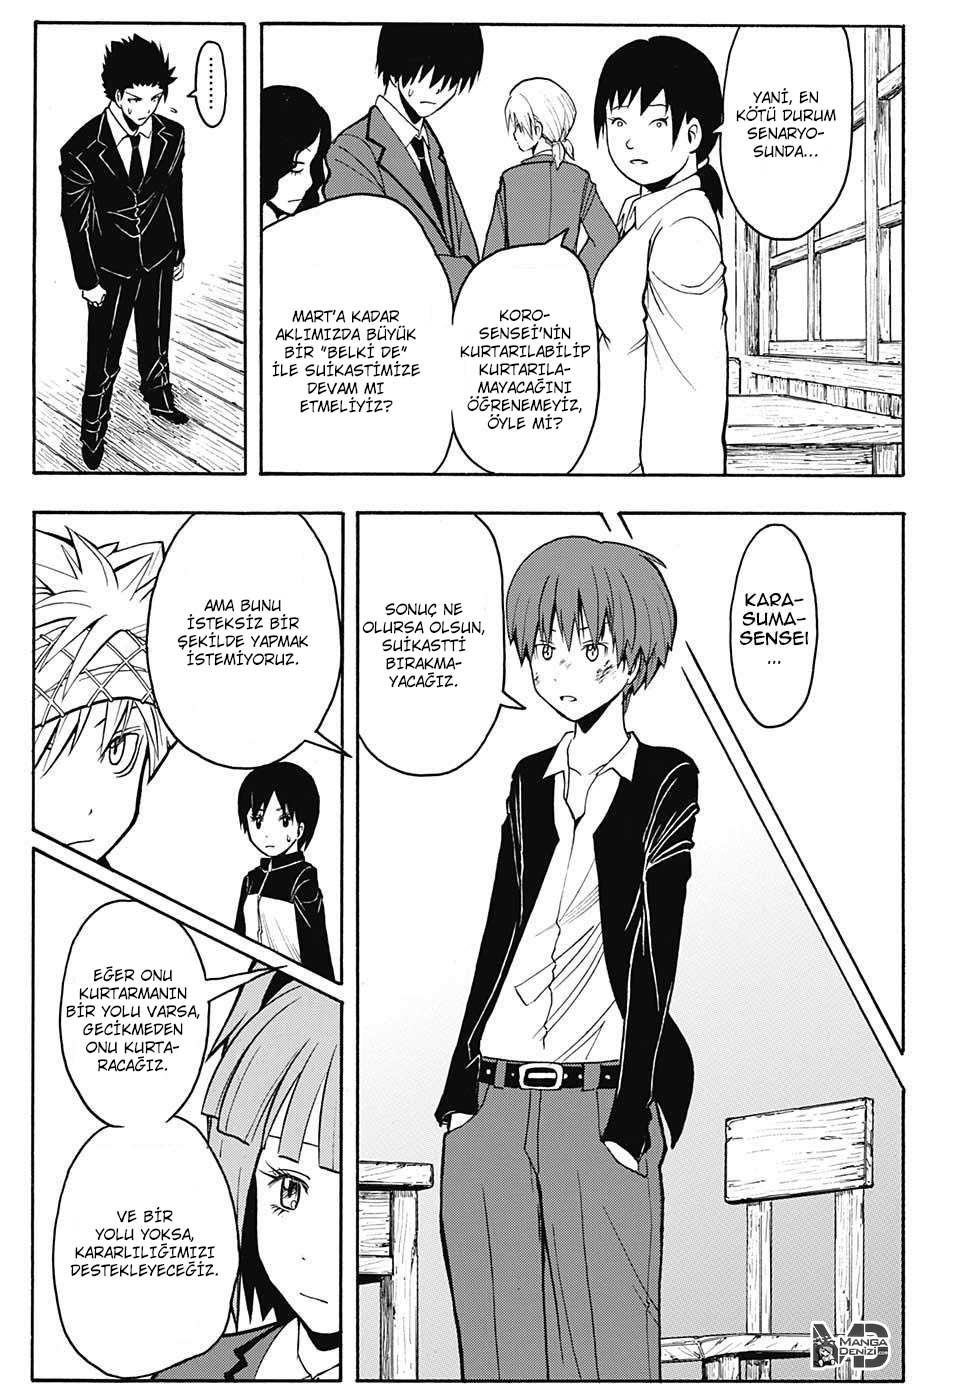 YANİ, EN
KÖTÜ DURUM
SENARYO-
SUNDA...
KORO-
SENSEİ'NİN
KURTARILABİLİP
KURTARILA-
MAYACAĞINI
ÖĞRENEMEYİZ,
ÖYLE Mİ?
MART'A KADAR
AKLIMIZDA BÜYÜK
BİR "BELKİ DE"
İLE SUİKASTİMİZE
DEVAM MI
ETMELİYİZ?
.........
KARA-
SUMA-
SENSEI
...
SONUÇ NE
OLURSA OLSUN,
SUİKASTTİ
BIRAKMA-
YACAĞIZ.
AMA BUNU
İSTEKSİZ BİR
ŞEKİLDE YAPMAK
İSTEMİYORUZ.
EĞER ONU
KURTARMANIN
BİR YOLU VARSA,
GECİKMEDEN
ONU KURTA-
RACAĞIZ.
VE BİR
YOLU YOKSA,
KARARLILIĞIMIZI
DESTEKLEYECEĞİZ.
MANGA
DENİZİ.com